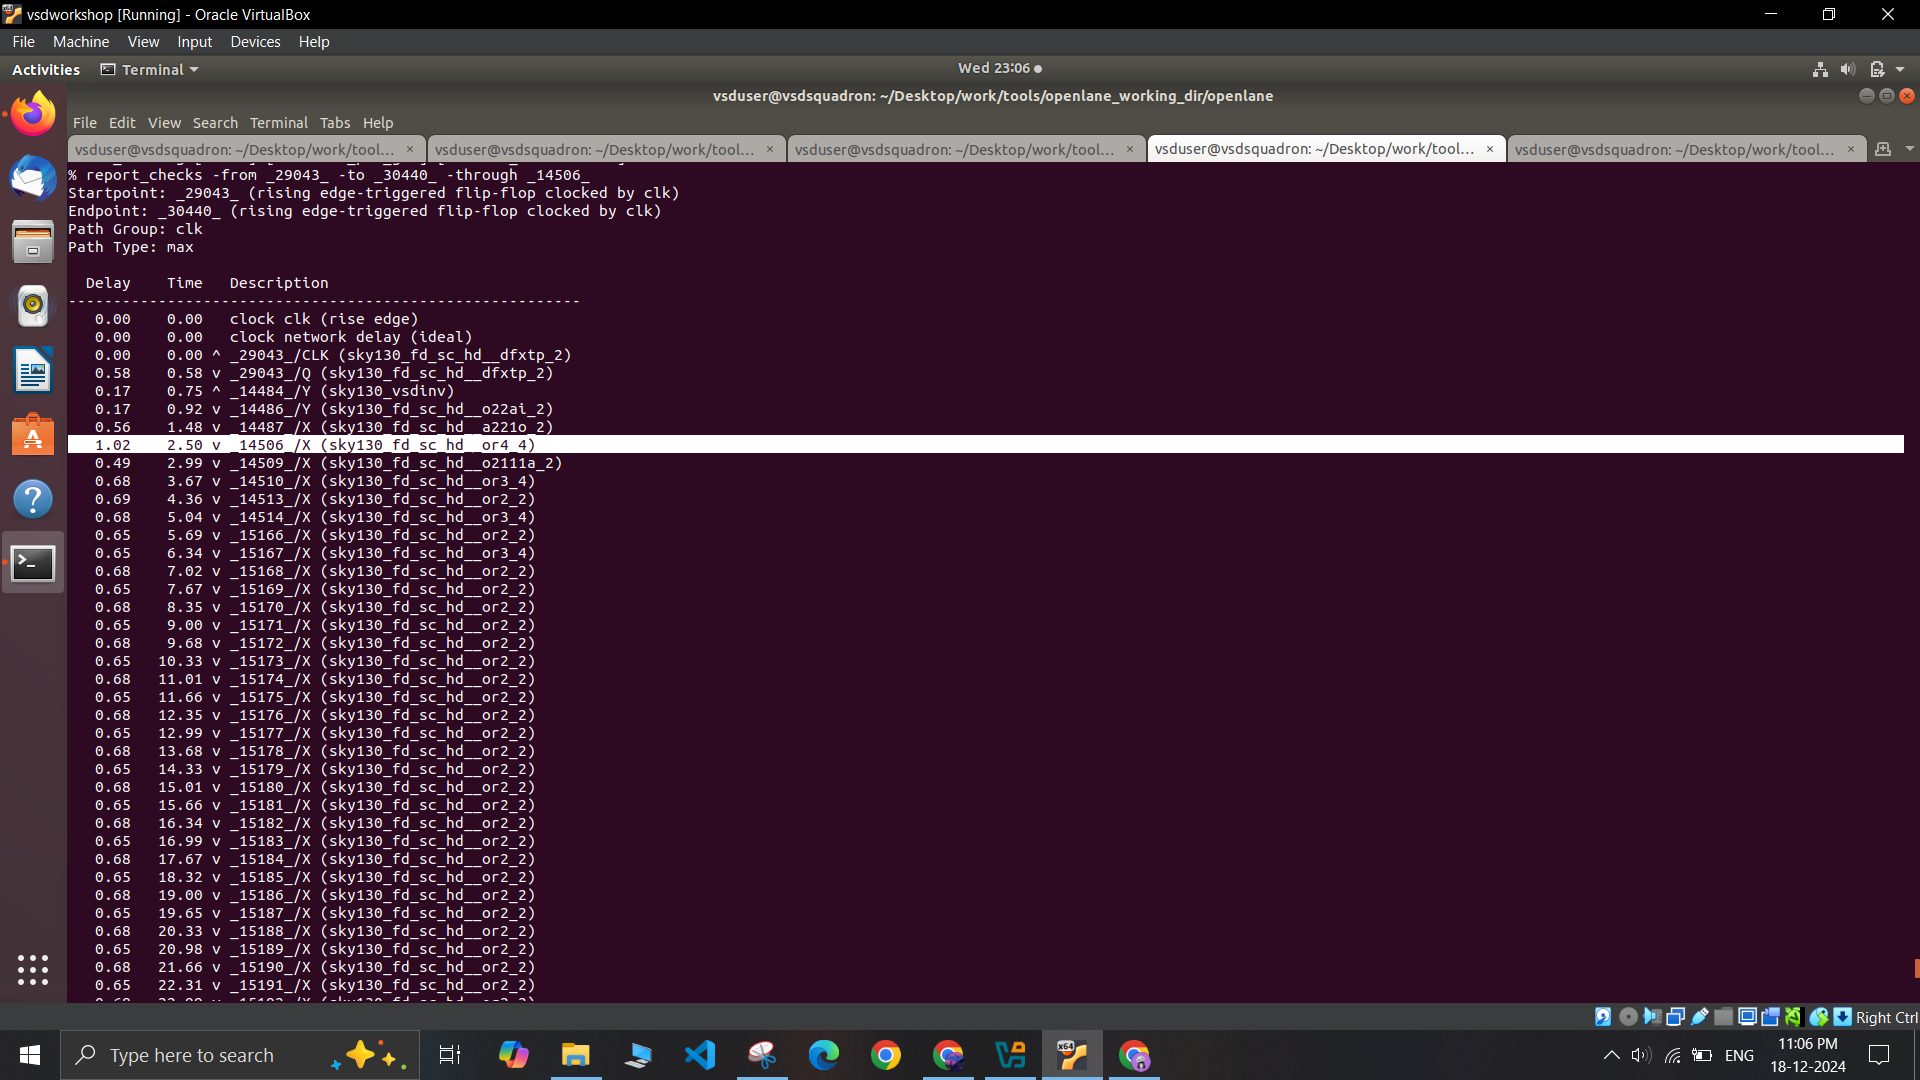 vsdworkshop [Running] - Oracle VirtualBox
File Machine View Input Devices Help
Activities Terminal Wed 23:06
vsduser@vsdsquadron: ~/Desktop/work/tools/openlane_working_dir/openlane
File Edit View Search Terminal Tabs Help
vsduser@vsdsquadron: ~/Desktop/work/tool... × vsduser@vsdsquadron: ~/Desktop/work/tool... × vsduser@vsdsquadron: ~/Desktop/work/tool... × vsduser@vsdsquadron: ~/Desktop/work/tool... × vsduser@vsdsquadron: ~/Desktop/work/tool... ×
% report_checks -from _29043_ -to _30440_ -through _14506_
Startpoint: _29043_ (rising edge-triggered flip-flop clocked by clk)
Endpoint: _30440_ (rising edge-triggered flip-flop clocked by clk)
Path Group: clk
Path Type: max
Delay Time Description
---------------------------------------------------------
0.00 0.00 clock clk (rise edge)
0.00 0.00 clock network delay (ideal)
0.00 0.00 ^ _29043_/CLK (sky130_fd_sc_hd__dfxtp_2)
0.58 0.58 v _29043_/Q (sky130_fd_sc_hd__dfxtp_2)
0.17 0.75 ^ _14484_/Y (sky130_vsdinv)
0.17 0.92 v _14486_/Y (sky130_fd_sc_hd__o22ai_2)
0.56 1.48 v _14487_/X (sky130_fd_sc_hd__a221o_2)
1.02 2.50 v _14506_/X (sky130_fd_sc_hd__or4_4)
0.49 2.99 v _14509_/X (sky130_fd_sc_hd__o2111a_2)
0.68 3.67 v _14510_/X (sky130_fd_sc_hd__or3_4)
0.69 4.36 v _14513_/X (sky130_fd_sc_hd__or2_2)
0.68 5.04 v _14514_/X (sky130_fd_sc_hd__or3_4)
0.65 5.69 v _15166_/X (sky130_fd_sc_hd__or2_2)
0.65 6.34 v _15167_/X (sky130_fd_sc_hd__or3_4)
0.68 7.02 v _15168_/X (sky130_fd_sc_hd__or2_2)
0.65 7.67 v _15169_/X (sky130_fd_sc_hd__or2_2)
0.68 8.35 v _15170_/X (sky130_fd_sc_hd__or2_2)
0.65 9.00 v _15171_/X (sky130_fd_sc_hd__or2_2)
0.68 9.68 v _15172_/X (sky130_fd_sc_hd__or2_2)
0.65 10.33 v _15173_/X (sky130_fd_sc_hd__or2_2)
0.68 11.01 v _15174_/X (sky130_fd_sc_hd__or2_2)
0.65 11.66 v _15175_/X (sky130_fd_sc_hd__or2_2)
0.68 12.35 v _15176_/X (sky130_fd_sc_hd__or2_2)
0.65 12.99 v _15177_/X (sky130_fd_sc_hd__or2_2)
0.68 13.68 v _15178_/X (sky130_fd_sc_hd__or2_2)
0.65 14.33 v _15179_/X (sky130_fd_sc_hd__or2_2)
0.68 15.01 v _15180_/X (sky130_fd_sc_hd__or2_2)
0.65 15.66 v _15181_/X (sky130_fd_sc_hd__or2_2)
0.68 16.34 v _15182_/X (sky130_fd_sc_hd__or2_2)
0.65 16.99 v _15183_/X (sky130_fd_sc_hd__or2_2)
0.68 17.67 v _15184_/X (sky130_fd_sc_hd__or2_2)
0.65 18.32 v _15185_/X (sky130_fd_sc_hd__or2_2)
0.68 19.00 v _15186_/X (sky130_fd_sc_hd__or2_2)
0.65 19.65 v _15187_/X (sky130_fd_sc_hd__or2_2)
0.68 20.33 v _15188_/X (sky130_fd_sc_hd__or2_2)
0.65 20.98 v _15189_/X (sky130_fd_sc_hd__or2_2)
0.68 21.66 v _15190_/X (sky130_fd_sc_hd__or2_2)
0.65 22.31 v _15191_/X (sky130_fd_sc_hd__or2_2)
Right Ctrl
Type here to search
x64
ENG
11:06 PM
18-12-2024